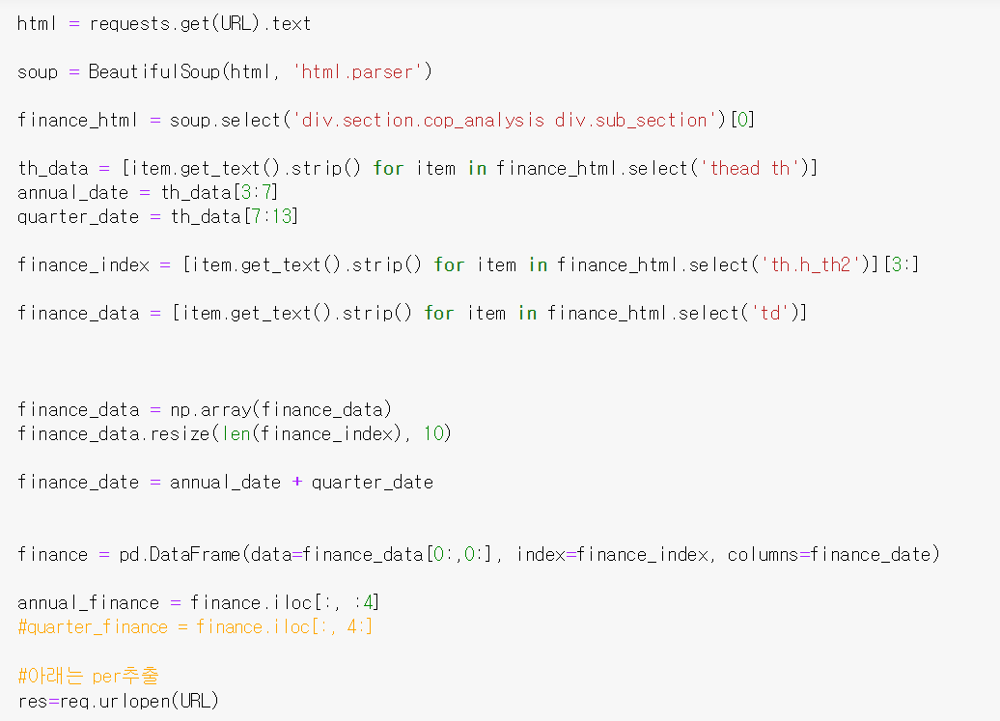 html = requests.get(URL).text
soup = BeautifulSoup(html, 'html.parser')
finance_html = soup.select('div.section.cop_analysis div.sub_section')[0]
th_data = [item.get_text().strip() for item in finance_html.select('thead th')]
annual_date = th_data[3:7]
quarter_date = th_data[7:13]
finance_index = [item.get_text().strip() for item in finance_html.select('th.h_th2')][3:]
finance_data = [item.get_text().strip() for item in finance_html.select('td')]
finance_data = np.array(finance_data)
finance_data.resize(len(finance_index), 10)
finance_date = annual_date + quarter_date
finance = pd.DataFrame(data=finance_data[0:,0:], index=finance_index, columns=finance_date)
annual_finance = finance.iloc[:, :4]
#quarter_finance = finance.iloc[:, 4:]
#아래는 per추출
res=req.urlopen(URL)